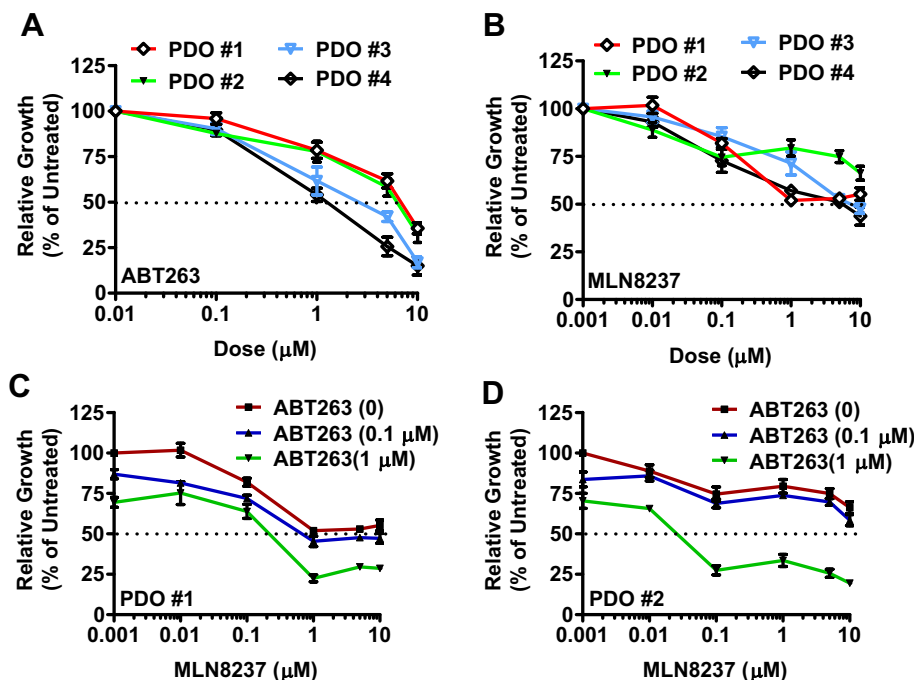 A
PDO #1
PDO #3
PDO #2
PDO #4
Relative Growth
(% of Untreated)
125
100
75
50
25
0
ABT263
0.01
0.1
1
10
Dose (μM)
B
PDO #1
PDO #3
PDO #2
PDO #4
Relative Growth
(% of Untreated)
125
100
75
50
25
0
MLN8237
0.001
0.01
0.1
1
10
Dose (μM)
C
ABT263 (0)
ABT263 (0.1 μM)
ABT263(1 μM)
Relative Growth
(% of Untreated)
125
100
75
50
25
0
PDO #1
0.001
0.01
0.1
1
10
MLN8237 (μM)
D
ABT263 (0)
ABT263 (0.1 μM)
ABT263(1 μM)
Relative Growth
(% of Untreated)
125
100
75
50
25
0
PDO #2
0.001
0.01
0.1
1
10
MLN8237 (μM)